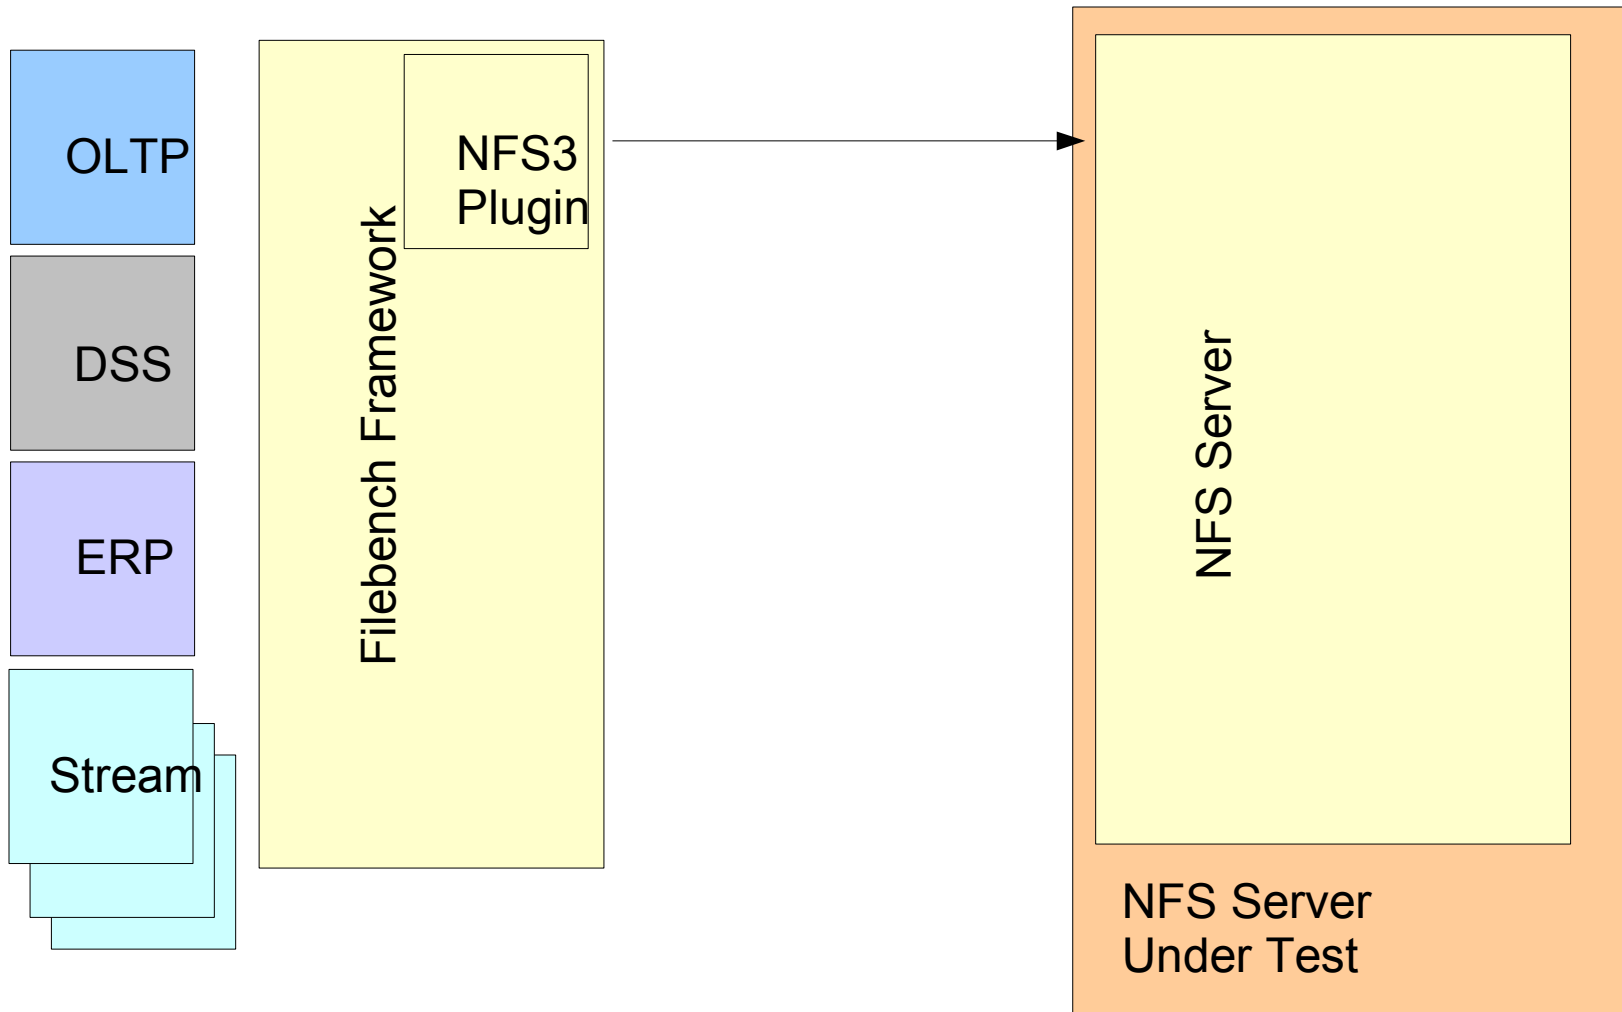 OLTP
DSS
ERP
Stream
Filebench Framework
NFS3
Plugin
NFS Server
NFS Server
Under Test